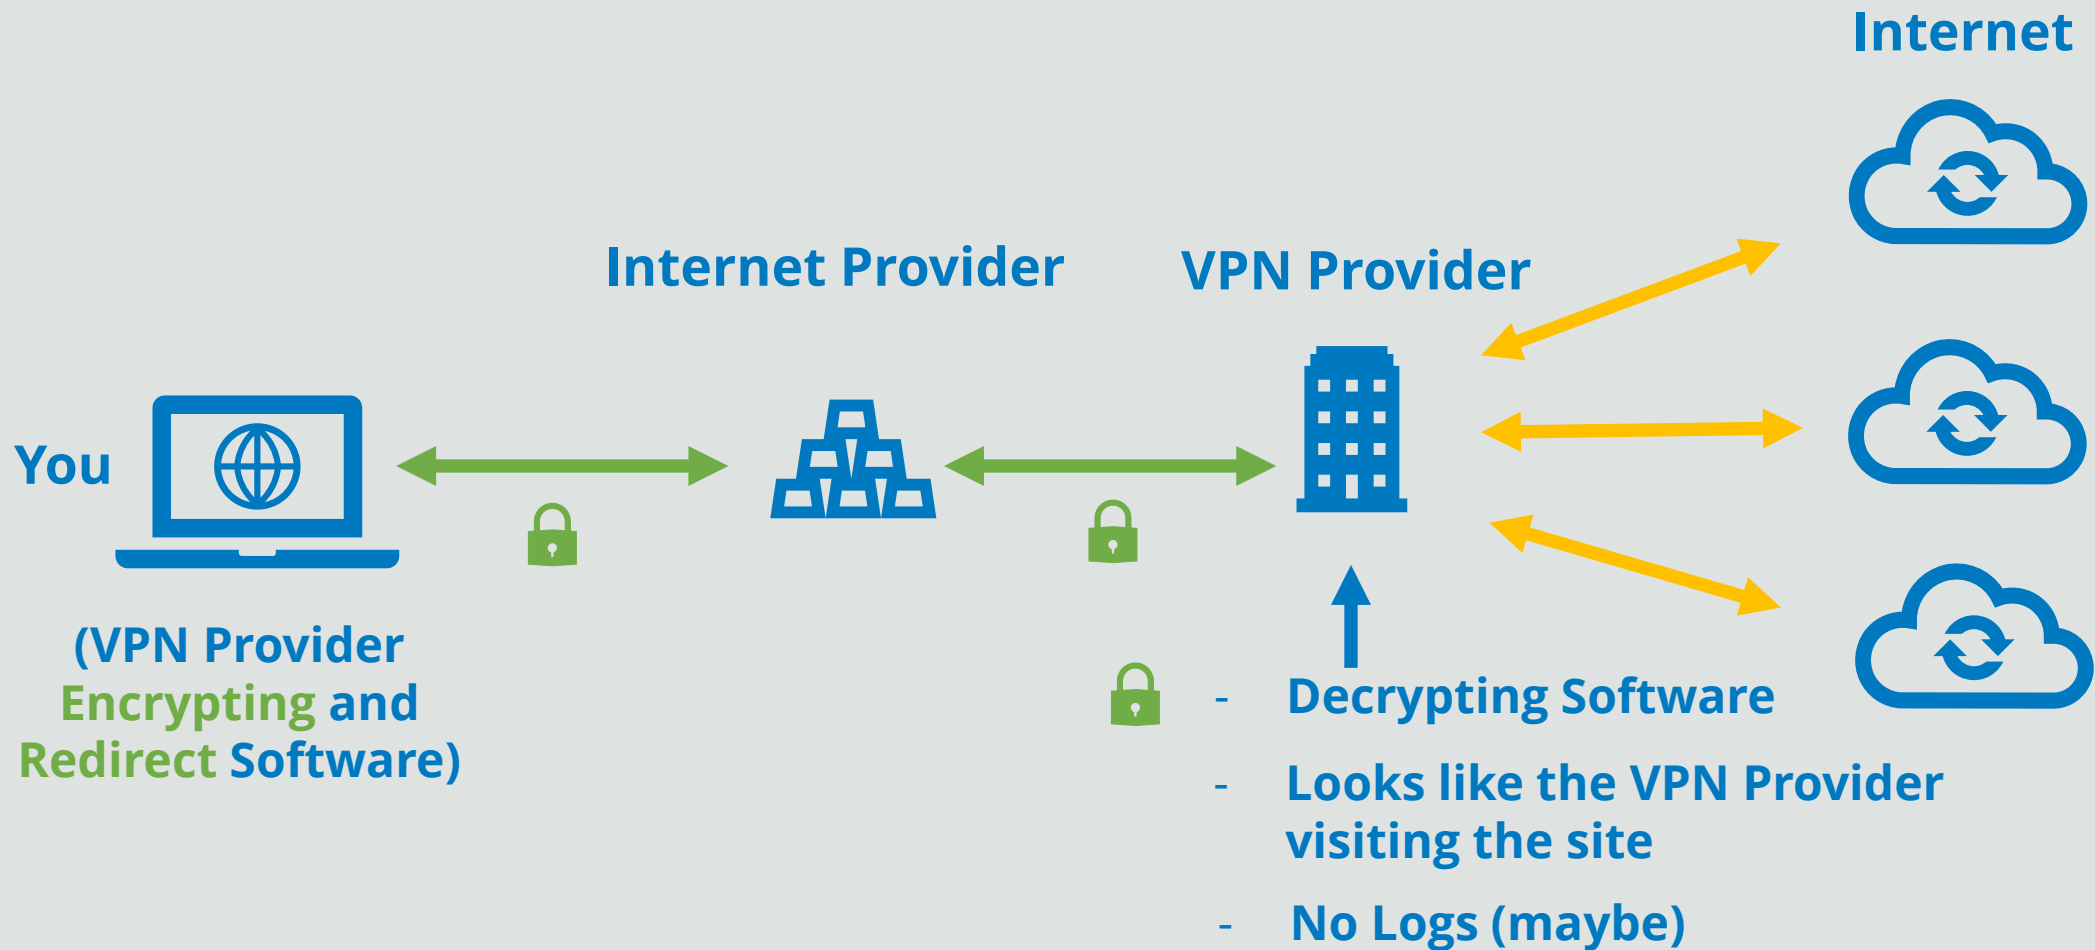 Internet
Internet Provider
VPN Provider
You
(VPN Provider
Encrypting and
Redirect Software)
- Decrypting Software
- Looks like the VPN Provider
visiting the site
- No Logs (maybe)